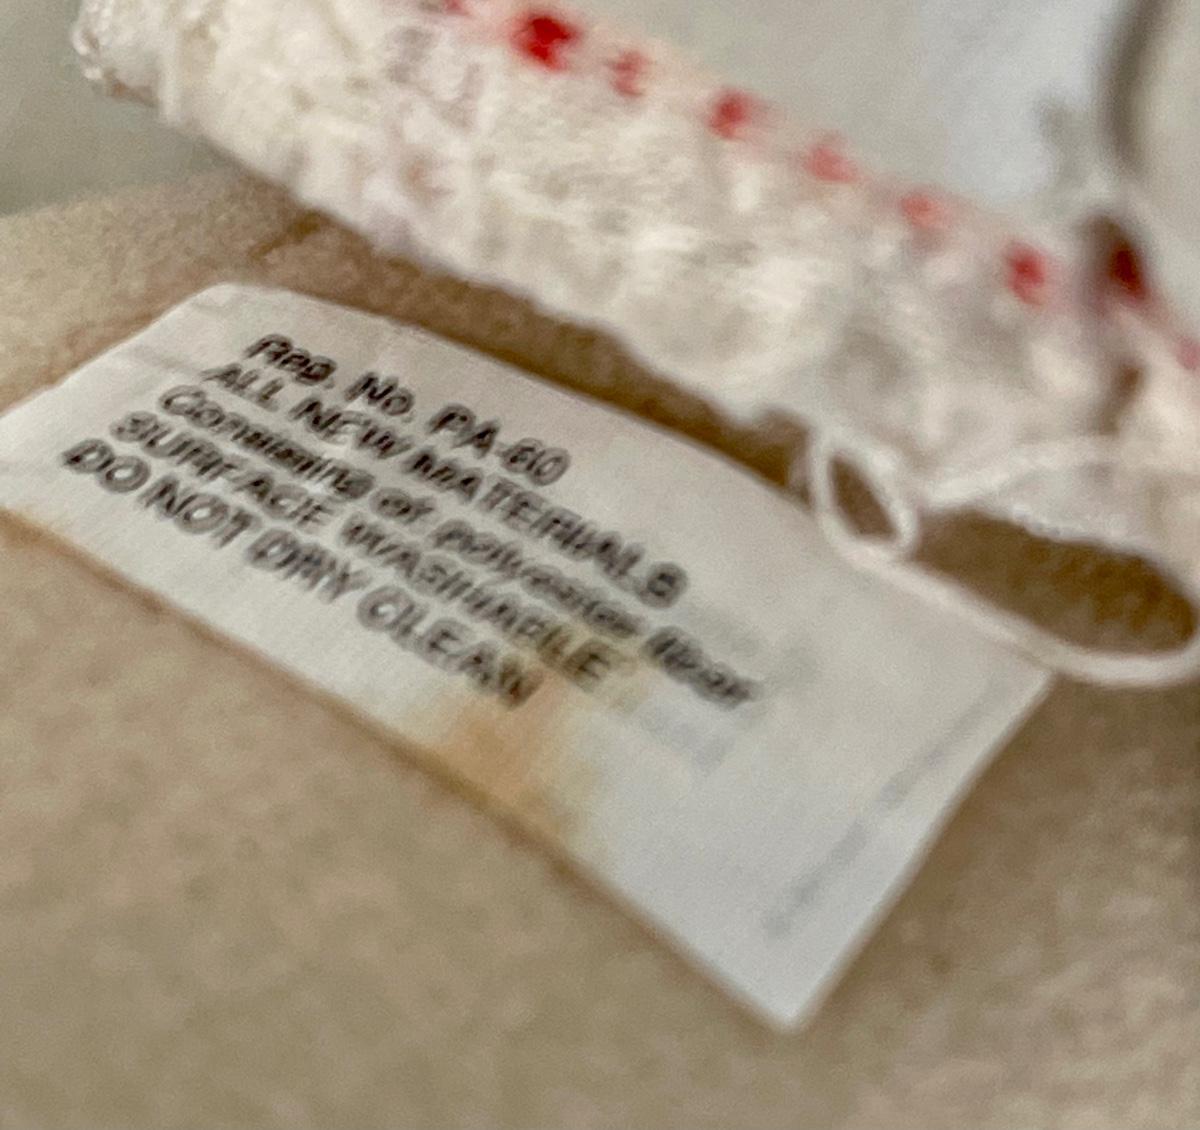 Reg. No. PA-60
ALL NEW MATERIALS
Consisting of polyester fiber
SURFACE WASHABLE
DO NOT DRY CLEAN